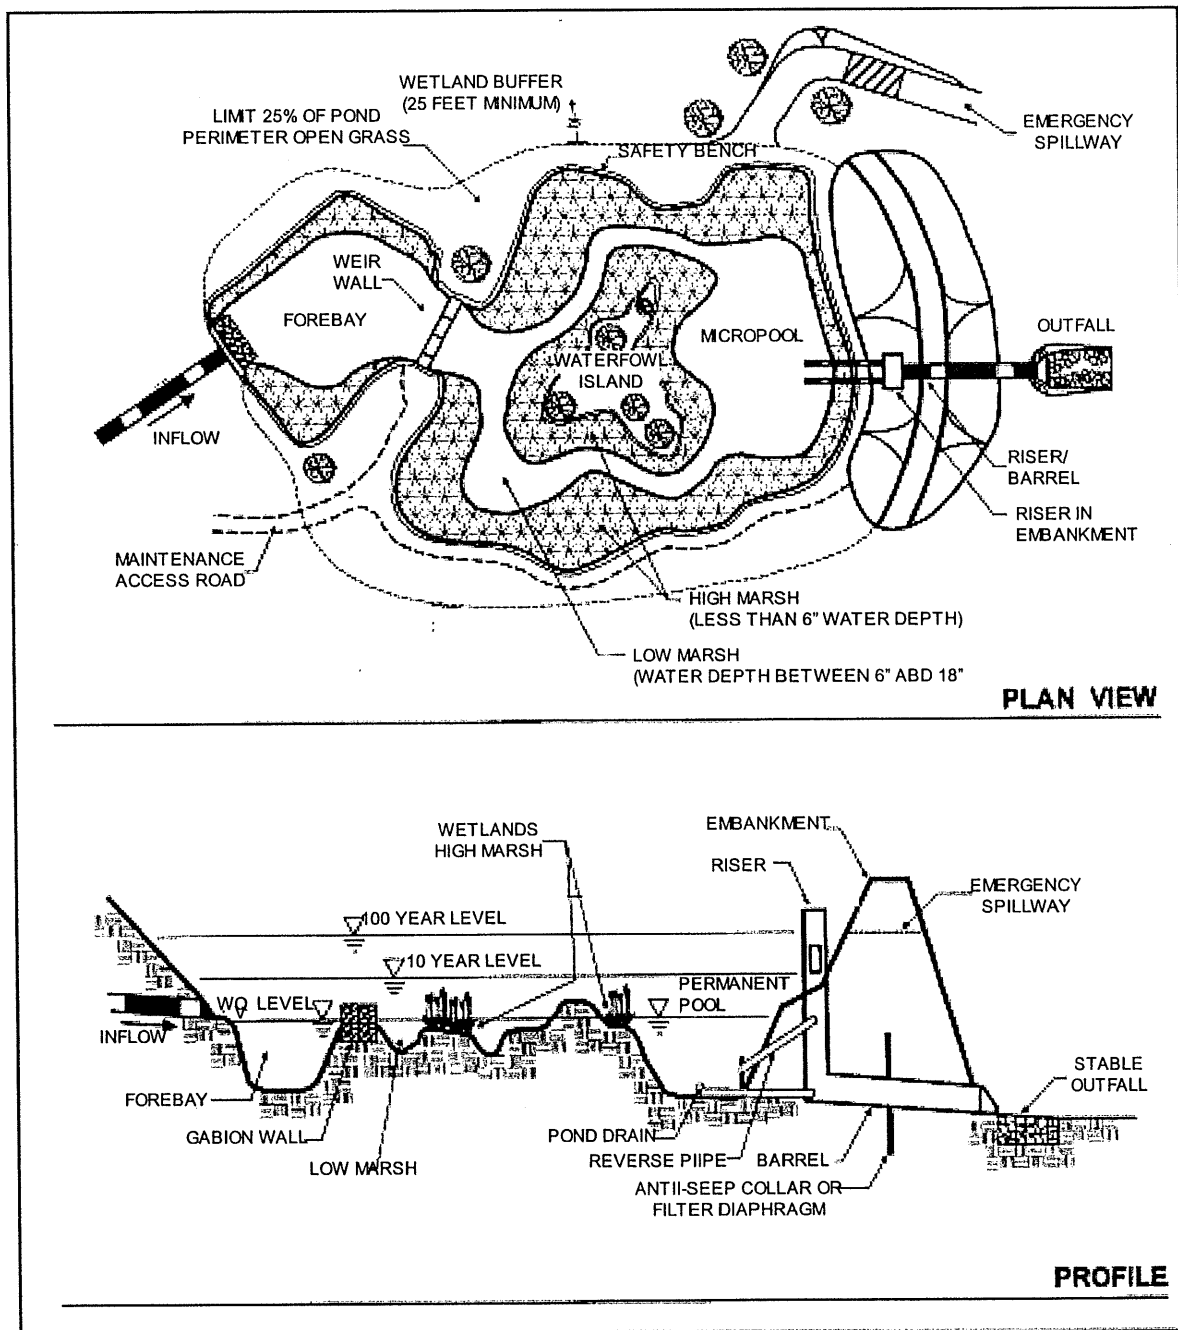 WETLAND BUFFER
(25 FEET MINIMUM)
LIMIT 25% OF POND
PERIMETER OPEN GRASS
SAFETY BENCH
EMERGENCY
SPILLWAY
WEIR
WALL
FOREBAY
MICROPOOL
OUTFALL
WATERFOWL
ISLAND
INFLOW
RISER/
BARREL
RISER IN
EMBANKMENT
MAINTENANCE
ACCESS ROAD
HIGH MARSH
(LESS THAN 6" WATER DEPTH)
LOW MARSH
(WATER DEPTH BETWEEN 6" ABD 18"
PLAN VIEW
WETLANDS
HIGH MARSH
EMBANKMENT
RISER
EMERGENCY
SPILLWAY
100 YEAR LEVEL
10 YEAR LEVEL
PERMANENT
POOL
WQ LEVEL
INFLOW
STABLE
OUTFALL
FOREBAY
GABION WALL
POND DRAIN
LOW MARSH
REVERSE PIIPE
BARREL
ANTII-SEEP COLLAR OR
FILTER DIAPHRAGM
PROFILE